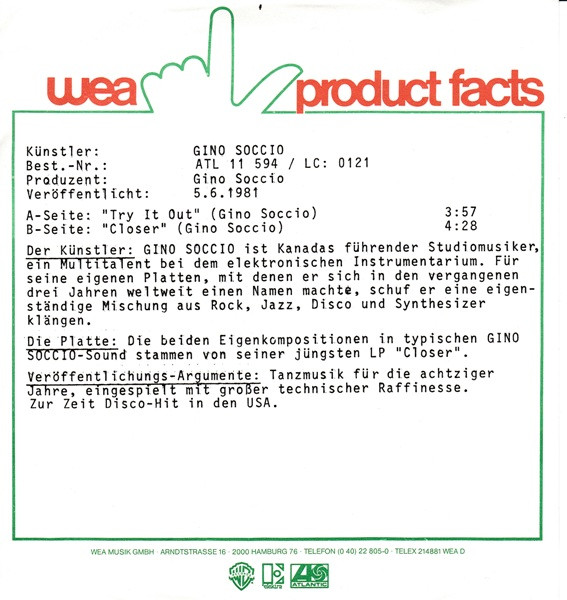 wea product facts
Künstler: GINO SOCCIO
Best.-Nr.: ATL 11 594 / LC: 0121
Produzent: Gino Soccio
Veröffentlicht: 5.6.1981
A-Seite: "Try It Out" (Gino Soccio) 3:57
B-Seite: "Closer" (Gino Soccio) 4:28
Der Künstler: GINO SOCCIO ist Kanadas führender Studiomusiker,
ein Multitalent bei dem elektronischen Instrumentarium. Für
seine eigenen Platten, mit denen er sich in den vergangenen
drei Jahren weltweit einen Namen machte, schuf er eine eigen-
ständige Mischung aus Rock, Jazz, Disco und Synthesizer
klängen.
Die Platte: Die beiden Eigenkompositionen in typischen GINO
SOCCIO-Sound stammen von seiner jüngsten LP "Closer".
Veröffentlichungs-Argumente: Tanzmusik für die achtziger
Jahre, eingespielt mit großer technischer Raffinesse.
Zur Zeit Disco-Hit in den USA.
WEA MUSIK GMBH · ARNDTSTRASSE 16 · 2000 HAMBURG 76 · TELEFON (0 40) 22 805-0 · TELEX 214881 WEA D
ATLANTIC